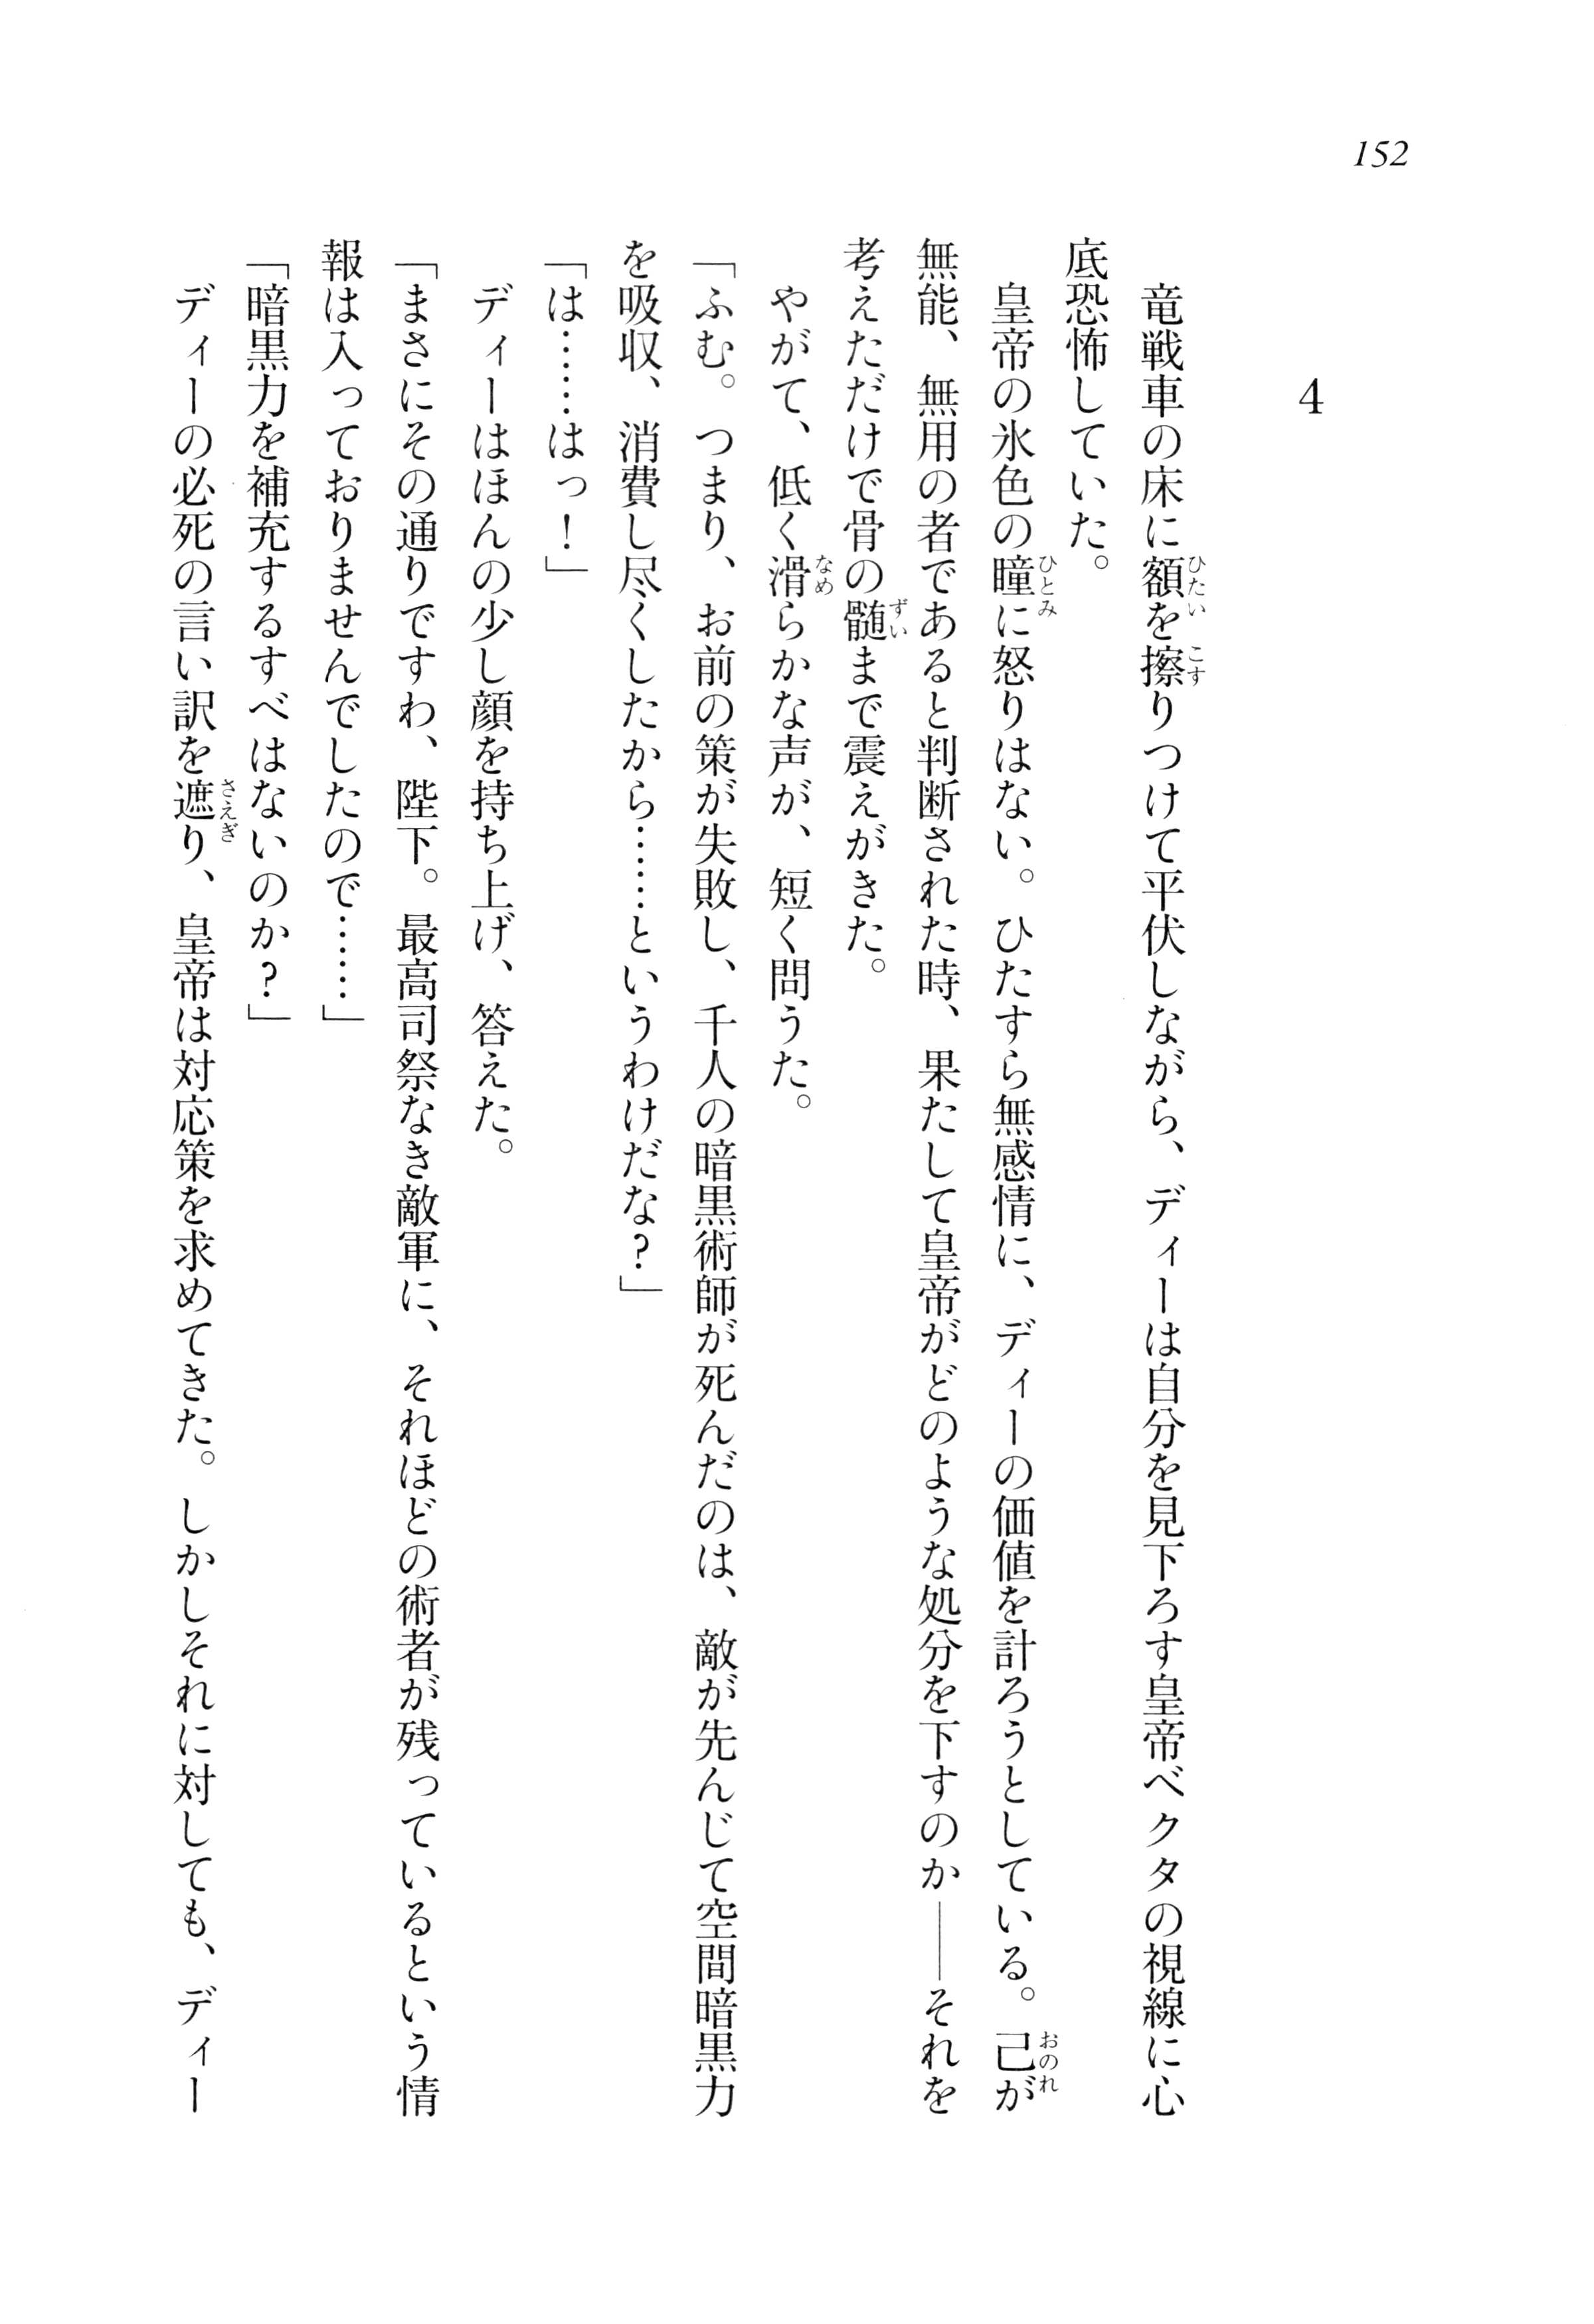 152
4
竜戦車の床に額を擦りつけて平伏しながら、ディーは自分を見下ろす皇帝ベクタの視線に心
底恐怖していた。
皇帝の氷色の瞳に怒りはない。ひたすら無感情に、ディーの価値を計ろうとしている。己が
無能、無用の者であると判断された時、果たして皇帝がどのような処分を下すのか――それを
考えただけで骨の髄まで震えがきた。
やがて、低く滑らかな声が、短く問うた。
「ふむ。つまり、お前の策が失敗し、千人の暗黒術師が死んだのは、敵が先んじて空間暗黒力
を吸収、消費し尽くしたから……というわけだな?」
「は……はっ!」
ディーはほんの少し顔を持ち上げ、答えた。
「まさにその通りですわ、陛下。最高司祭なき敵軍に、それほどの術者が残っているという情
報は入っておりませんでしたので……」
「暗黒力を補充するすべはないのか?」
ディーの必死の言い訳を遮り、皇帝は対応策を求めてきた。しかしそれに対しても、ディー